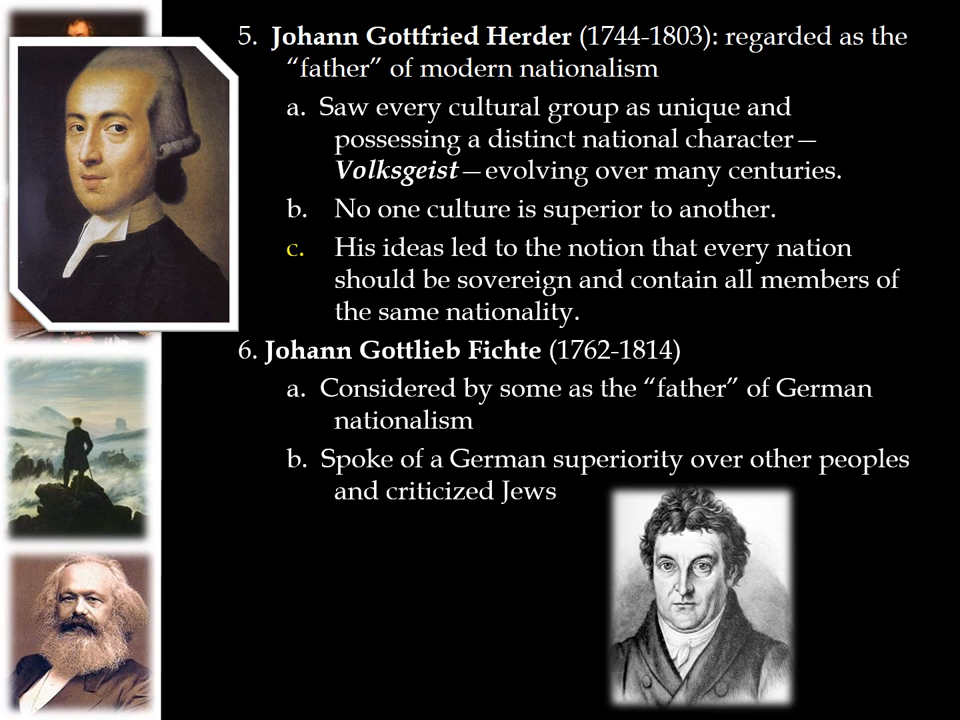 5. Johann Gottfried Herder (1744-1803): regarded as the
“father” of modern nationalism
a. Saw every cultural group as unique and
possessing a distinct national character—
Volksgeist—evolving over many centuries.
b. No one culture is superior to another.
c. His ideas led to the notion that every nation
should be sovereign and contain all members of
the same nationality.
6. Johann Gottlieb Fichte (1762-1814)
a. Considered by some as the “father” of German
nationalism
b. Spoke of a German superiority over other peoples
and criticized Jews